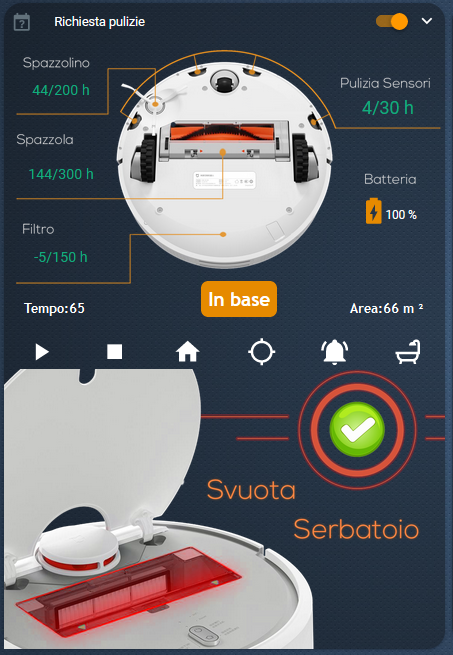 Richiesta pulizie
Spazzolino
44/200 h
Pulizia Sensori
4/30 h
Spazzola
144/300 h
Batteria
100 %
Filtro
-5/150 h
In base
Tempo:65
Area:66 m ²
Svuota
Serbatoio